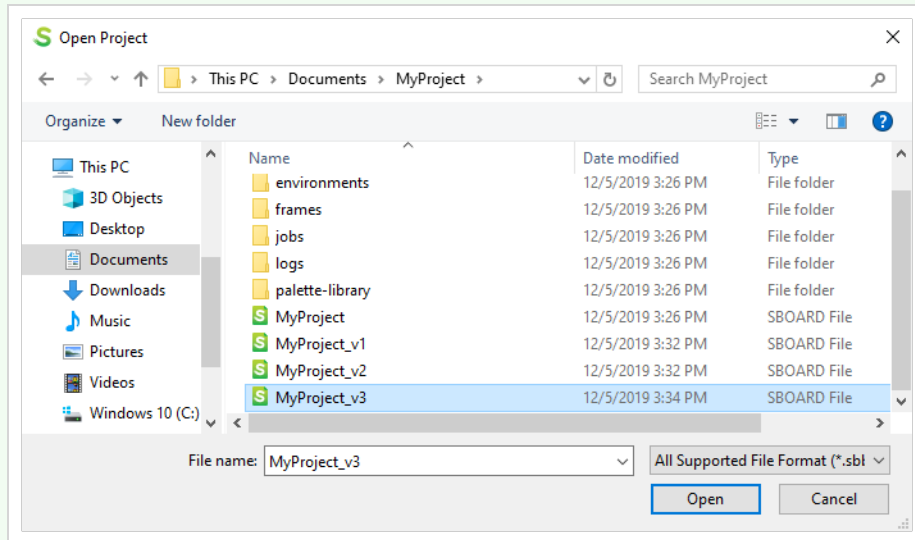 S Open Project
This PC > Documents > MyProject >
Search MyProject
Organize
New folder
?
Name
Date modified
Type
This PC
3D Objects
Desktop
Documents
Downloads
Music
Pictures
Videos
Windows 10 (C:)
environments 12/5/2019 3:26 PM File folder
frames 12/5/2019 3:26 PM File folder
jobs 12/5/2019 3:26 PM File folder
logs 12/5/2019 3:26 PM File folder
palette-library 12/5/2019 3:26 PM File folder
S MyProject 12/5/2019 3:26 PM SBOARD File
S MyProject_v1 12/5/2019 3:32 PM SBOARD File
S MyProject_v2 12/5/2019 3:32 PM SBOARD File
S MyProject_v3 12/5/2019 3:34 PM SBOARD File
File name: MyProject_v3
All Supported File Format (*.sbl
Open
Cancel